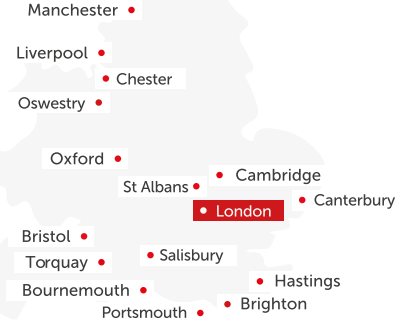 Manchester
Liverpool
Chester
Oswestry
Oxford
Cambridge
St Albans
Canterbury
London
Bristol
Salisbury
Torquay
Hastings
Bournemouth
Brighton
Portsmouth